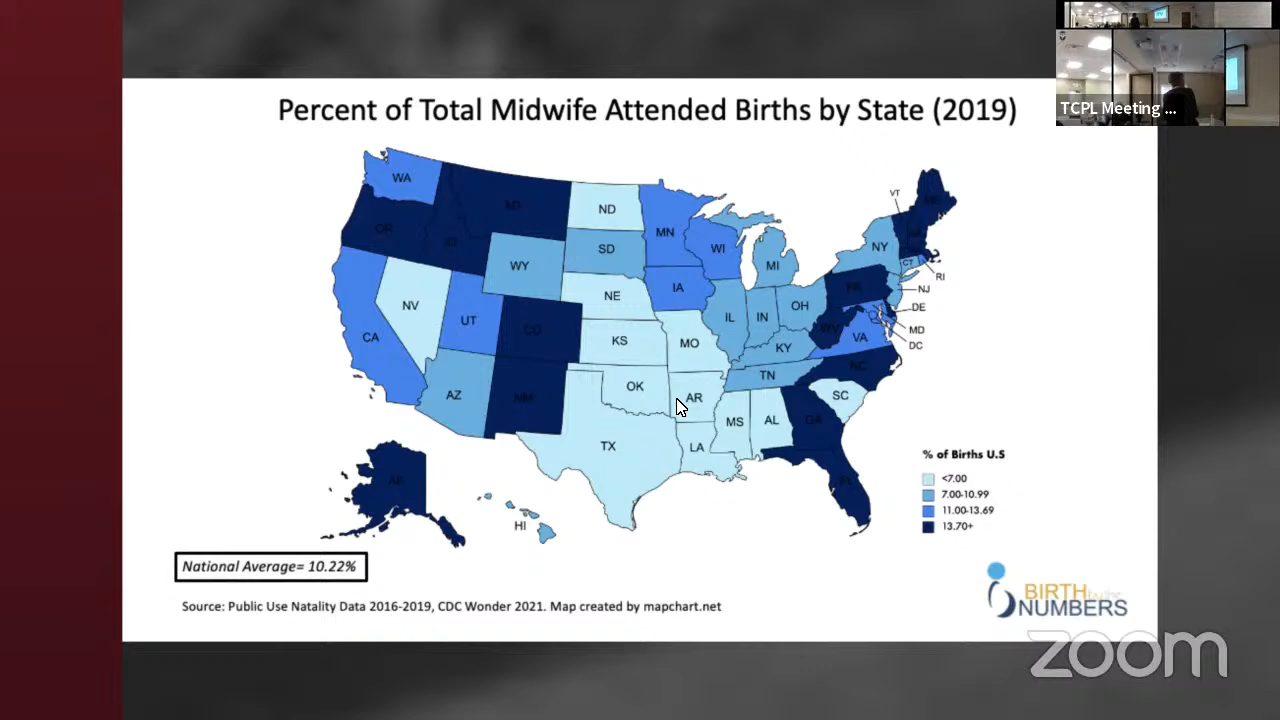 Percent of Total Midwife Attended Births by State (2019)
TCPL Meeting ...
WA
MT
ND
MN
VT
ME
OR
ID
SD
WI
NY
WY
MI
CT
RI
NV
NE
IA
PA
NJ
UT
IL
IN
OH
DE
CA
CO
KS
MO
WV
VA
MD
KY
DC
AZ
NM
OK
AR
TN
NC
SC
TX
LA
MS
AL
GA
AK
FL
HI
% of Births U.S
<7.00
7.00-10.99
11.00-13.69
13.70+
National Average= 10.22%
Source: Public Use Natality Data 2016-2019, CDC Wonder 2021. Map created by mapchart.net
BIRTH by the
NUMBERS
zoom